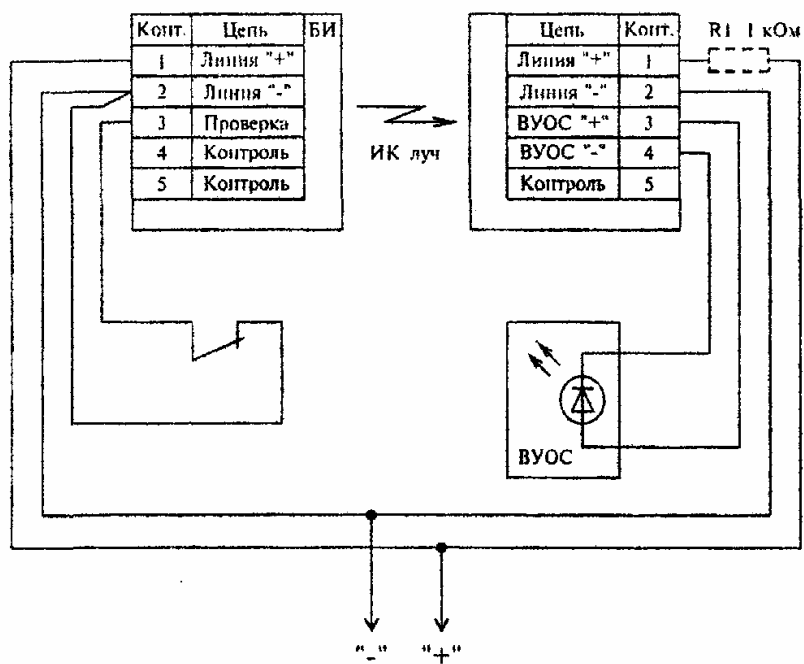 Конт. Цепь БИ
1 Линия "+"
2 Линия "-"
3 Проверка
4 Контроль
5 Контроль
ИК луч
Цепь Конт.
Линия "+" 1
Линия "-" 2
ВУОС "+" 3
ВУОС "-" 4
Контроль 5
R1 1 кОм
ВУОС
"-" "+"